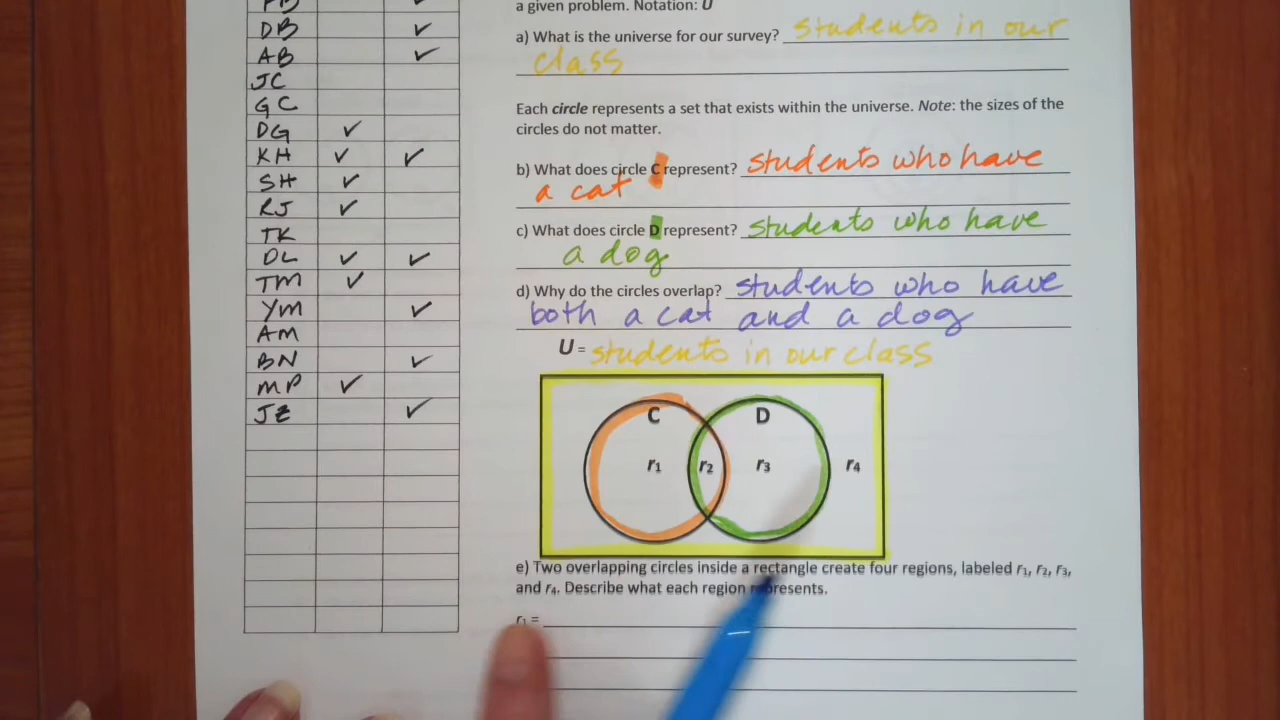 a given problem. Notation: U
DB ✓
a) What is the universe for our survey? students in our
class
AB ✓
JC
GC
DG ✓
KH ✓ ✓
SH ✓
RJ ✓
TK
DL ✓ ✓
TM ✓
YM ✓
AM
BN ✓
MP ✓
JZ ✓
Each circle represents a set that exists within the universe. Note: the sizes of the
circles do not matter.
b) What does circle C represent? students who have
a cat
c) What does circle D represent? students who have
a dog
d) Why do the circles overlap? students who have
both a cat and a dog
U = students in our class
C D
r1 r2 r3 r4
e) Two overlapping circles inside a rectangle create four regions, labeled r1, r2, r3,
and r4. Describe what each region represents.
r1 =